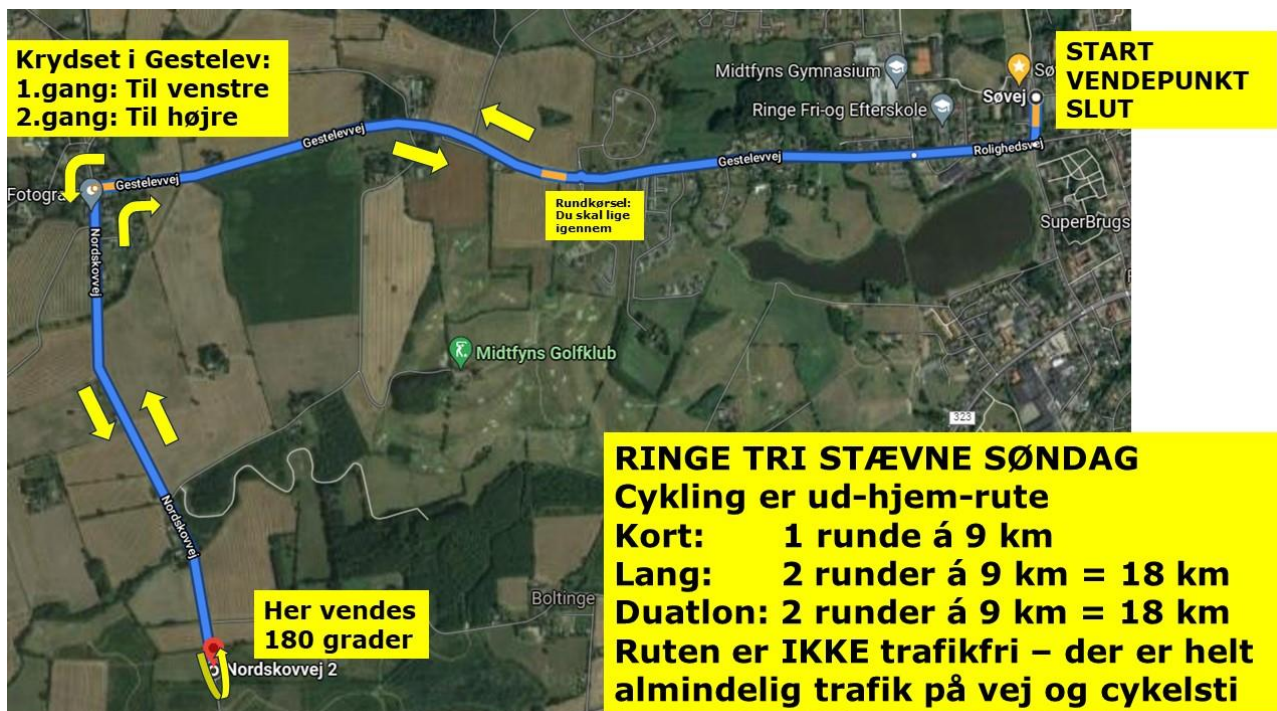 Krydset i Gestelev:
1.gang: Til venstre
2.gang: Til højre
START
VENDEPUNKT
SLUT
Midtfyns Gymnasium
Sø
Søvej
Ringe Fri-og Efterskole
Gestelevvej
Gestelevvej
Rolighedsvej
Gestelevvej
Fotogra
Rundkørsel:
Du skal lige
igennem
SuperBrugs
Nordskovvej
Midtfyns Golfklub
323
RINGE TRI STÆVNE SØNDAG
Cykling er ud-hjem-rute
Kort: 1 runde á 9 km
Lang: 2 runder á 9 km = 18 km
Duatlon: 2 runder á 9 km = 18 km
Ruten er IKKE trafikfri – der er helt
almindelig trafik på vej og cykelsti
Nordskovvej
Boltinge
Her vendes
180 grader
Nordskovvej 2